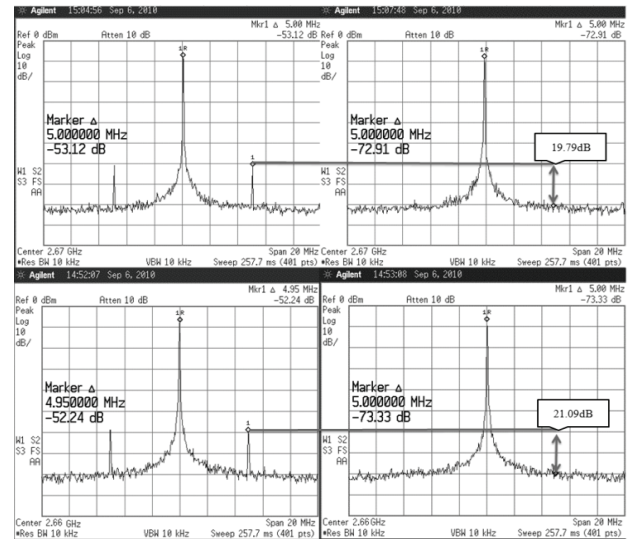 Agilent 15:04:56 Sep 6, 2010
Mkr1 Δ 5.00 MHz
Ref 0 dBm Atten 10 dB -53.12 dB
Peak
Log
10
dB/
1R
Marker Δ
5.000000 MHz
-53.12 dB
1
W1 S2
S3 FS
AA
Center 2.67 GHz Span 20 MHz
•Res BW 10 kHz VBW 10 kHz Sweep 257.7 ms (401 pts)
Agilent 15:07:48 Sep 6, 2010
Mkr1 Δ 5.00 MHz
Ref 0 dBm Atten 10 dB -72.91 dB
Peak
Log
10
dB/
1R
Marker Δ
5.000000 MHz
-72.91 dB
19.79dB
W1 S2
S3 FS
AA
Center 2.67 GHz Span 20 MHz
•Res BW 10 kHz VBW 10 kHz Sweep 257.7 ms (401 pts)
Agilent 14:52:07 Sep 6, 2010
Mkr1 Δ 4.95 MHz
Ref 0 dBm Atten 10 dB -52.24 dB
Peak
Log
10
dB/
1R
Marker Δ
4.950000 MHz
-52.24 dB
1
W1 S2
S3 FS
AA
Center 2.66 GHz Span 20 MHz
•Res BW 10 kHz VBW 10 kHz Sweep 257.7 ms (401 pts)
Agilent 14:53:08 Sep 6, 2010
Mkr1 Δ 5.00 MHz
Ref 0 dBm Atten 10 dB -73.33 dB
Peak
Log
10
dB/
1R
Marker Δ
5.000000 MHz
-73.33 dB
21.09dB
W1 S2
S3 FS
AA
Center 2.66 GHz Span 20 MHz
•Res BW 10 kHz VBW 10 kHz Sweep 257.7 ms (401 pts)